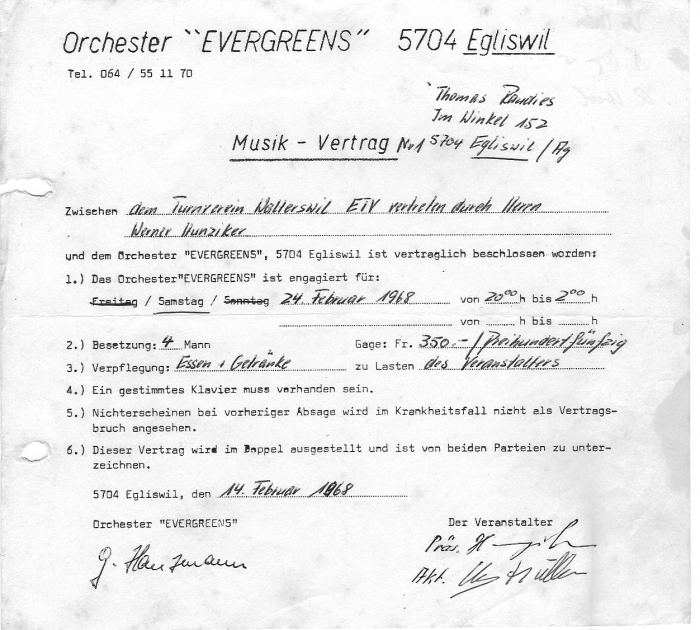 Orchester "EVERGREENS" 5704 Egliswil
Tel. 064 / 55 11 70
Thomas
Im Winkel 152
Musik - Vertrag No 1 5704 Egliswil / Ag
Zwischen dem Turnverein Walterswil ETV vertreten durch Herrn
Werner Hunziker
und dem Orchester "EVERGREENS", 5704 Egliswil ist vertraglich beschlossen worden:
1.) Das Orchester"EVERGREENS" ist engagiert für:
Freitag / Samstag / Sonntag 24. Februar 1968 von 20⁰⁰ h bis 2⁰⁰ h
von h bis h
2.) Besetzung: 4 Mann Gage: Fr. 350.- / Dreihundertfünfzig
3.) Verpflegung: Essen + Getränke zu Lasten des Veranstalters
4.) Ein gestimmtes Klavier muss vorhanden sein.
5.) Nichterscheinen bei vorheriger Absage wird im Krankheitsfall nicht als Vertrags-
bruch angesehen.
6.) Dieser Vertrag wird im Doppel ausgestellt und ist von beiden Parteien zu unter-
zeichnen.
5704 Egliswil, den 14. Februar 1968
Orchester "EVERGREENS" Der Veranstalter
Präs.
G. Hauzmann
Akt.